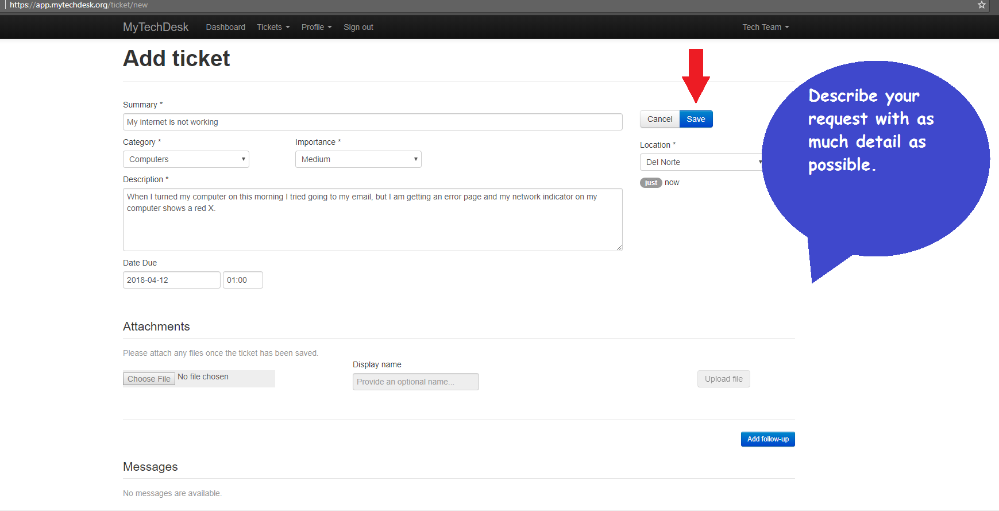 https://app.mytechdesk.org/ticket/new
MyTechDesk Dashboard Tickets Profile Sign out Tech Team
Add ticket
Summary *
My internet is not working
Cancel Save
Category * Importance *
Computers Medium
Location *
Del Norte
just now
Description *
When I turned my computer on this morning I tried going to my email, but I am getting an error page and my network indicator on my
computer shows a red X.
Date Due
2018-04-12 01:00
Describe your
request with as
much detail as
possible.
Attachments
Please attach any files once the ticket has been saved.
Display name
Choose File No file chosen Provide an optional name... Upload file
Add follow-up
Messages
No messages are available.